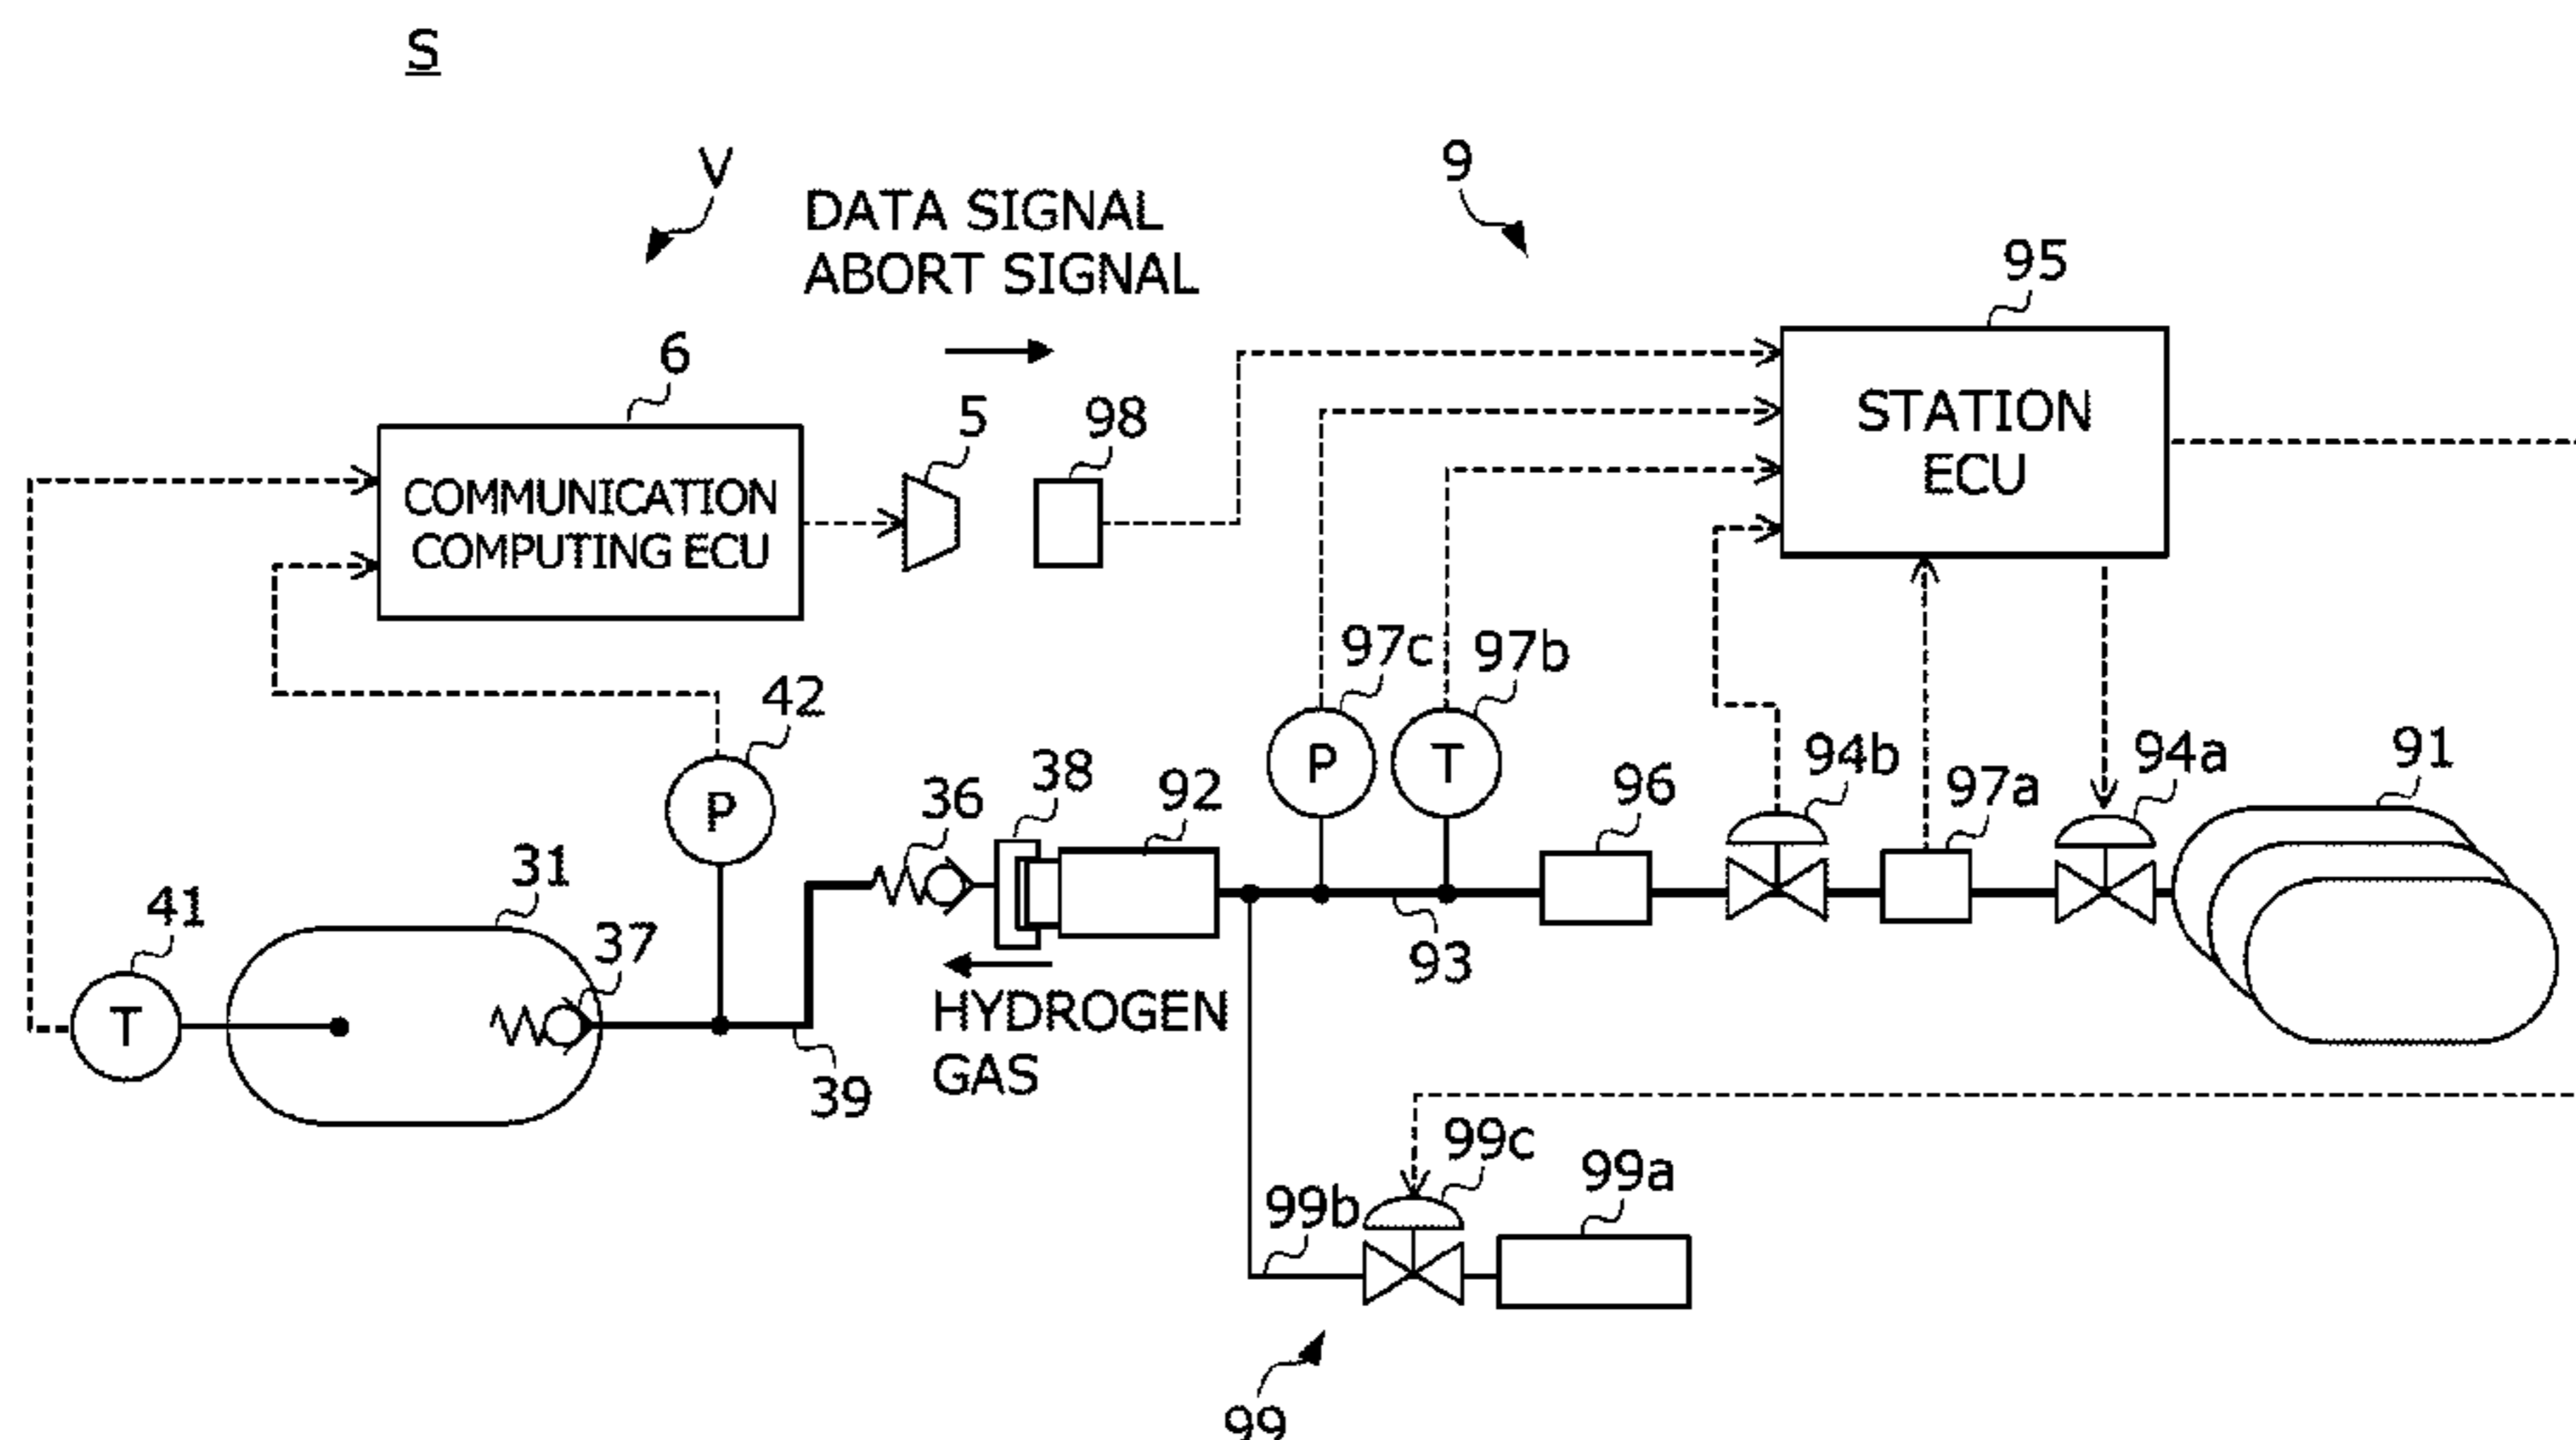 S
V
DATA SIGNAL
ABORT SIGNAL
9
95
6
5
98
STATION
ECU
COMMUNICATION
COMPUTING ECU
97c
97b
42
94b
94a
91
36
38
92
96
97a
P
T
P
31
41
37
93
T
HYDROGEN
GAS
39
99c
99a
99b
99